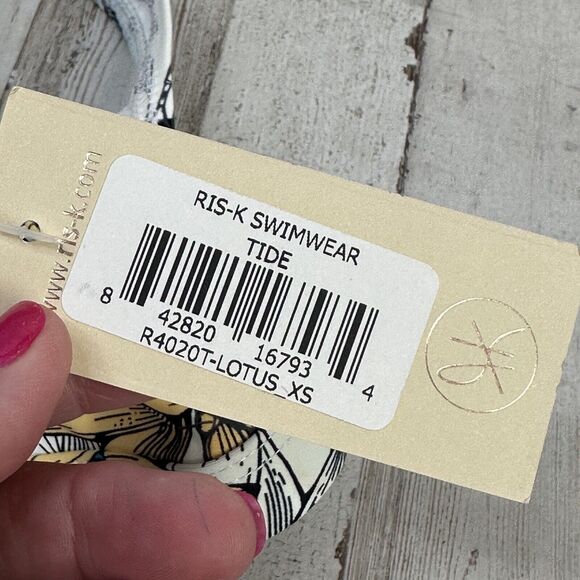 www.ris-k.com
RIS-K SWIMWEAR
TIDE
8 42820 16793 4
R4020T-LOTUS_XS